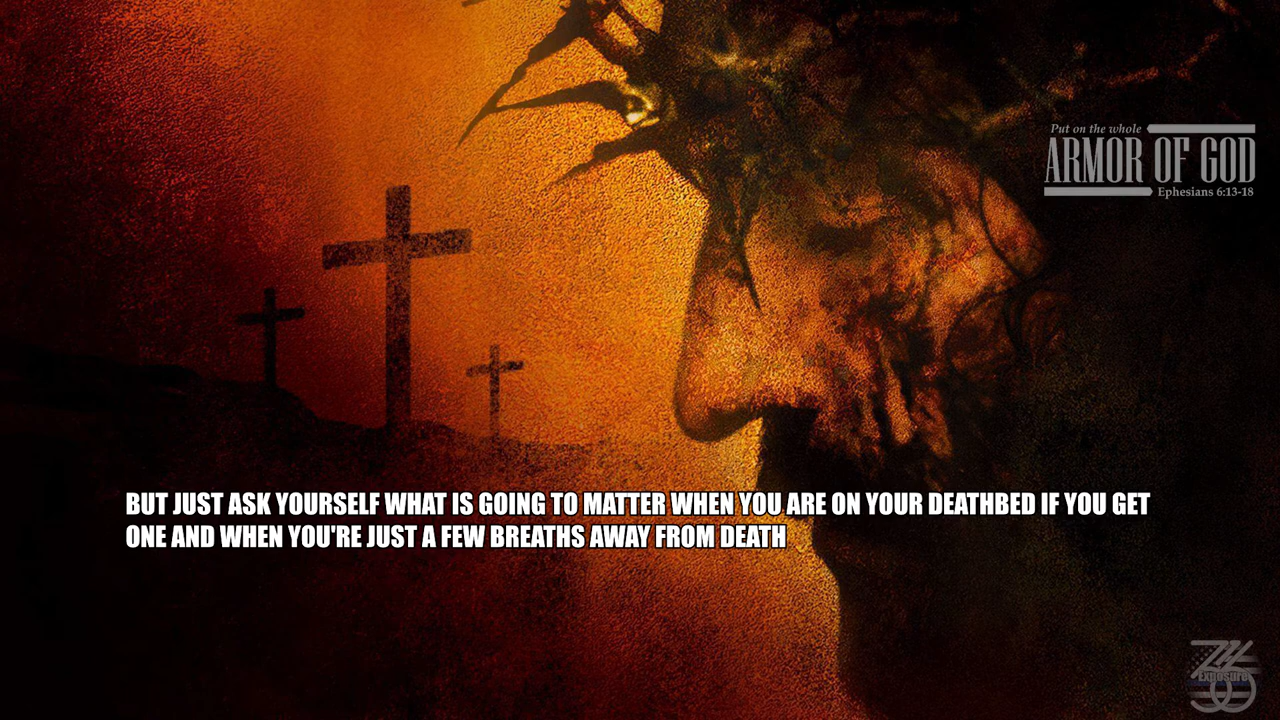 Put on the whole
ARMOR OF GOD
Ephesians 6:13-18
BUT JUST ASK YOURSELF WHAT IS GOING TO MATTER WHEN YOU ARE ON YOUR DEATHBED IF YOU GET
ONE AND WHEN YOU'RE JUST A FEW BREATHS AWAY FROM DEATH
Exposure